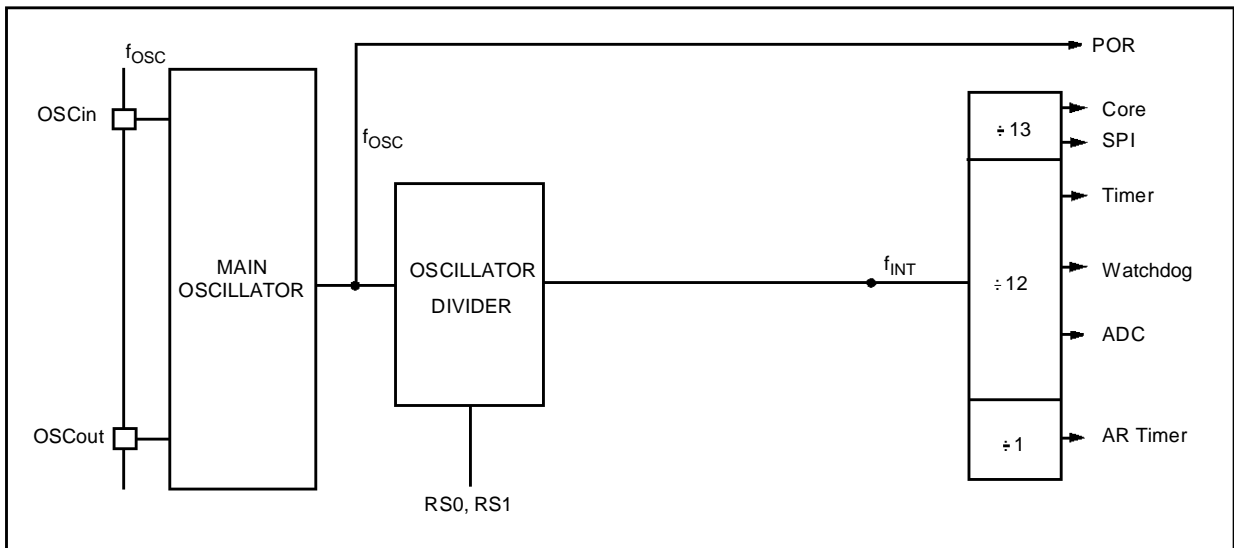 fOSC
POR
OSCin
Core
÷13
fOSC
SPI
Timer
MAIN
OSCILLATOR
OSCILLATOR
DIVIDER
fINT
÷12
Watchdog
ADC
OSCout
÷1
AR Timer
RS0, RS1